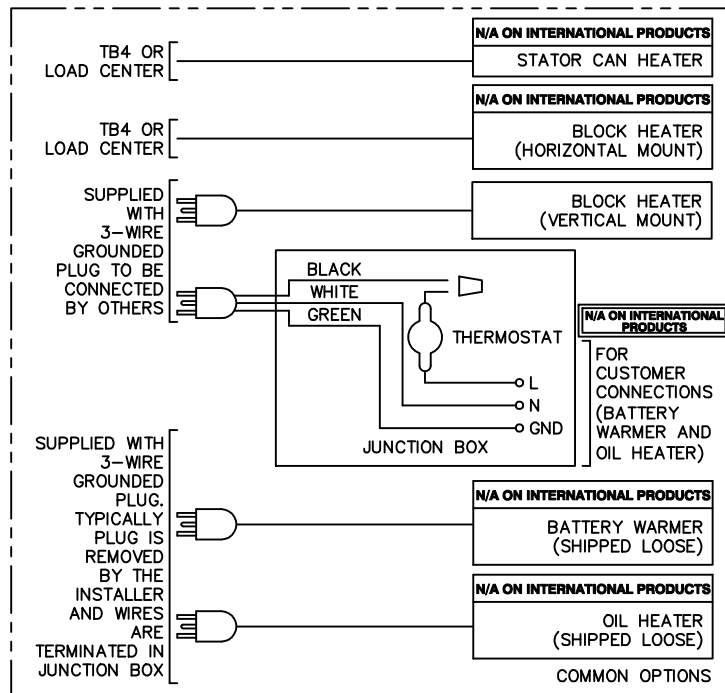 TB4 OR
LOAD CENTER
N/A ON INTERNATIONAL PRODUCTS
STATOR CAN HEATER
TB4 OR
LOAD CENTER
N/A ON INTERNATIONAL PRODUCTS
BLOCK HEATER
(HORIZONTAL MOUNT)
SUPPLIED
WITH
3-WIRE
GROUNDED
PLUG TO BE
CONNECTED
BY OTHERS
BLOCK HEATER
(VERTICAL MOUNT)
BLACK
WHITE
GREEN
THERMOSTAT
L
N
GND
JUNCTION BOX
N/A ON INTERNATIONAL
PRODUCTS
FOR
CUSTOMER
CONNECTIONS
(BATTERY
WARMER AND
OIL HEATER)
SUPPLIED WITH
3-WIRE
GROUNDED
PLUG.
TYPICALLY
PLUG IS
REMOVED
BY THE
INSTALLER
AND WIRES
ARE
TERMINATED IN
JUNCTION BOX
N/A ON INTERNATIONAL PRODUCTS
BATTERY WARMER
(SHIPPED LOOSE)
N/A ON INTERNATIONAL PRODUCTS
OIL HEATER
(SHIPPED LOOSE)
COMMON OPTIONS